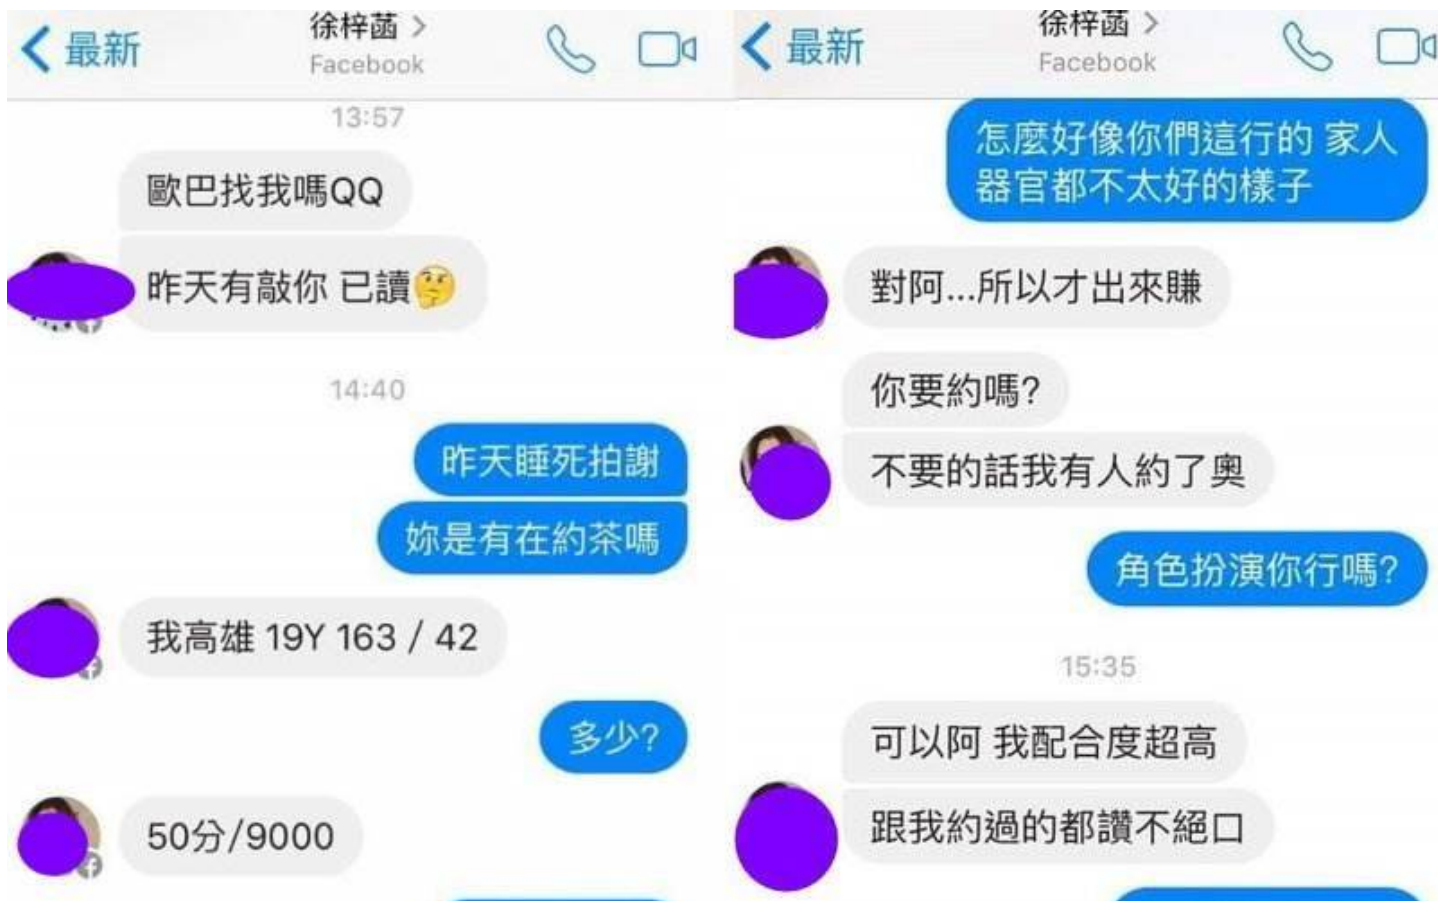 最新
徐梓菡 >
Facebook
13:57
歐巴找我嗎QQ
昨天有敲你 已讀🤔
14:40
昨天睡死拍謝
妳是有在約茶嗎
我高雄 19Y 163 / 42
多少?
50分/9000
最新
徐梓菡 >
Facebook
怎麼好像你們這行的 家人
器官都不太好的樣子
對阿...所以才出來賺
你要約嗎?
不要的話我有人約了奧
角色扮演你行嗎?
15:35
可以阿 我配合度超高
跟我約過的都讚不絕口